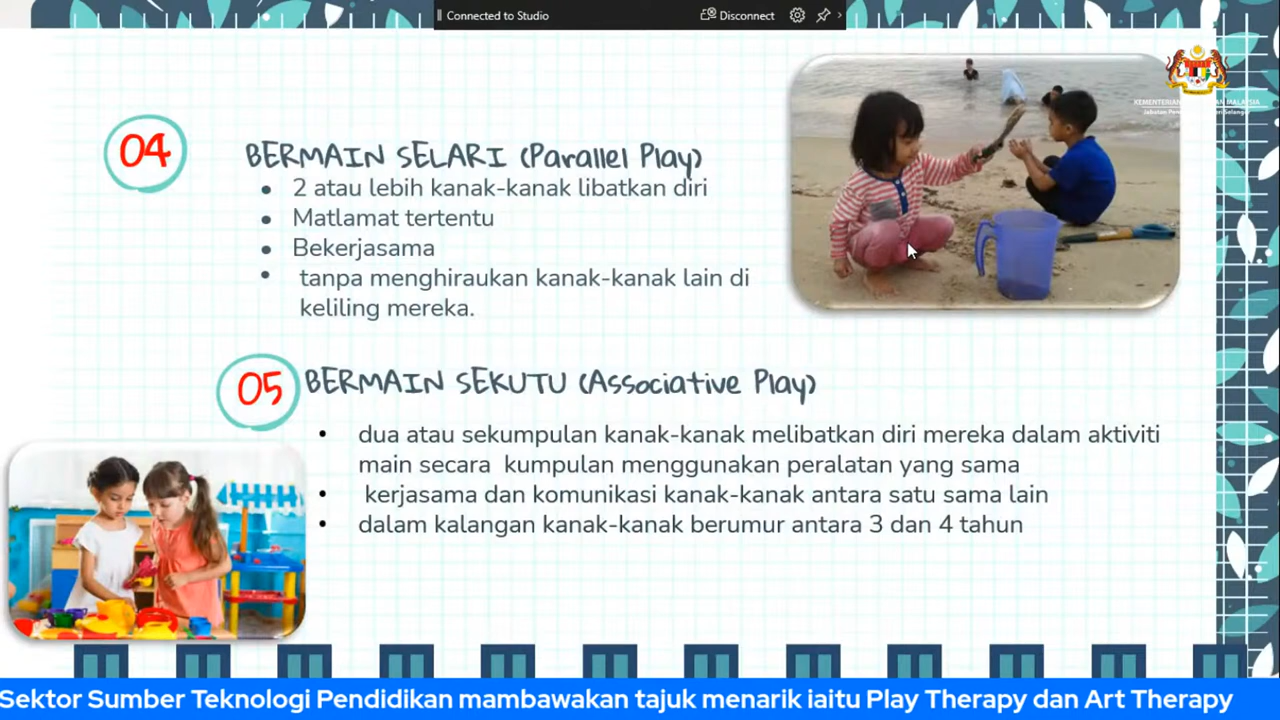 Connected to Studio
Disconnect
04
BERMAIN SELARI (Parallel Play)
2 atau lebih kanak-kanak libatkan diri
Matlamat tertentu
Bekerjasama
tanpa menghiraukan kanak-kanak lain di
keliling mereka.
05
BERMAIN SEKUTU (Associative Play)
dua atau sekumpulan kanak-kanak melibatkan diri mereka dalam aktiviti
main secara kumpulan menggunakan peralatan yang sama
kerjasama dan komunikasi kanak-kanak antara satu sama lain
dalam kalangan kanak-kanak berumur antara 3 dan 4 tahun
Sektor Sumber Teknologi Pendidikan mambawakan tajuk menarik iaitu Play Therapy dan Art Therapy